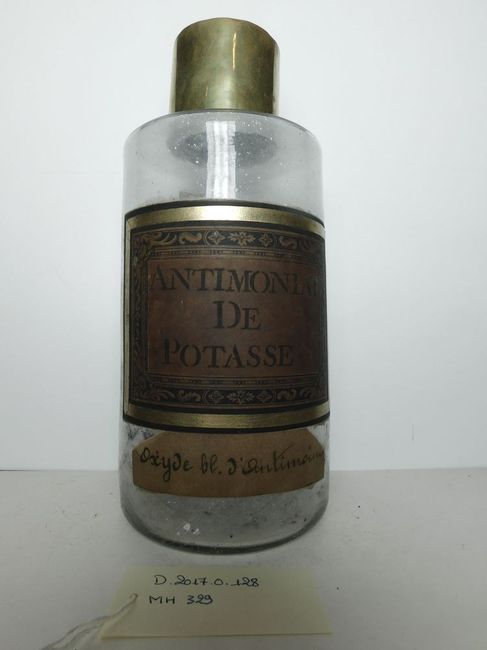 ANTIMONIAT
DE
POTASSE
Oxyde bl. d'antimoine
D.2017.0.128
MH 329